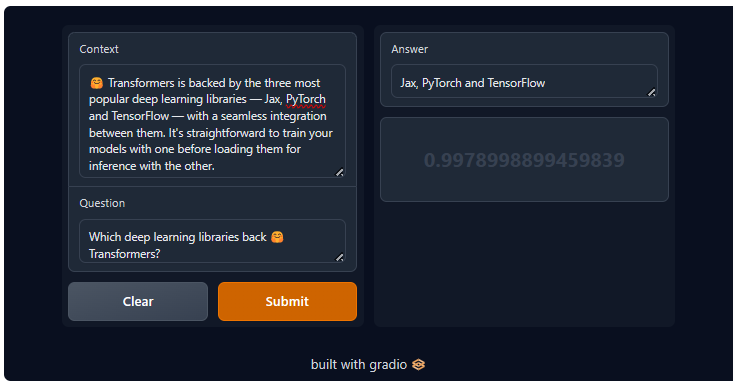 Context
🤗 Transformers is backed by the three most
popular deep learning libraries — Jax, PyTorch
and TensorFlow — with a seamless integration
between them. It's straightforward to train your
models with one before loading them for
inference with the other.
Question
Which deep learning libraries back 🤗
Transformers?
Clear
Submit
Answer
Jax, PyTorch and TensorFlow
0.9978998899459839
built with gradio